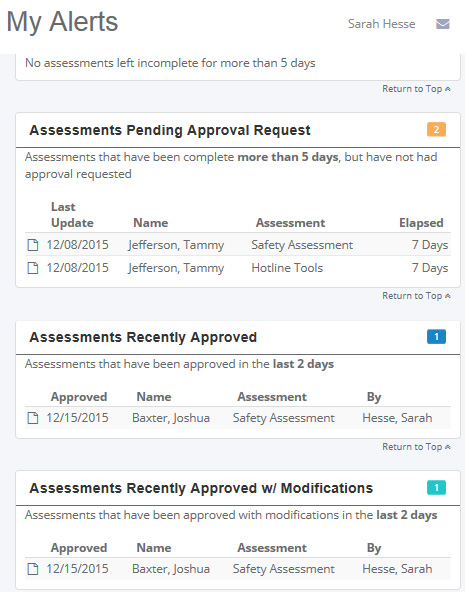 My Alerts
Sarah Hesse
No assessments left incomplete for more than 5 days
Return to Top
Assessments Pending Approval Request
2
Assessments that have been complete more than 5 days, but have not had
approval requested
Last
Update Name Assessment Elapsed
12/08/2015 Jefferson, Tammy Safety Assessment 7 Days
12/08/2015 Jefferson, Tammy Hotline Tools 7 Days
Return to Top
Assessments Recently Approved
1
Assessments that have been approved in the last 2 days
Approved Name Assessment By
12/15/2015 Baxter, Joshua Safety Assessment Hesse, Sarah
Return to Top
Assessments Recently Approved w/ Modifications
1
Assessments that have been approved with modifications in the last 2 days
Approved Name Assessment By
12/15/2015 Baxter, Joshua Safety Assessment Hesse, Sarah